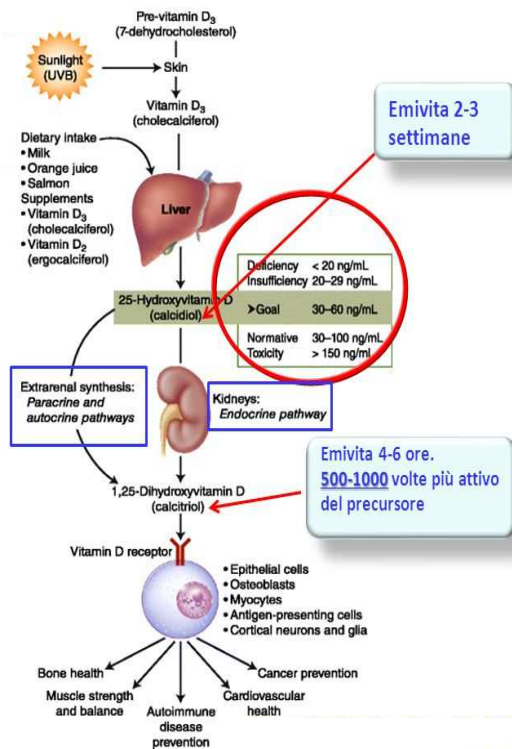 Pre-vitamin D3
(7-dehydrocholesterol)
Sunlight
(UVB)
Skin
Vitamin D3
(cholecalciferol)
Emivita 2-3
settimane
Dietary intake
• Milk
• Orange juice
• Salmon
Supplements
• Vitamin D3
(cholecalciferol)
• Vitamin D2
(ergocalciferol)
Liver
25-Hydroxyvitamin D
(calcidiol)
Deficiency < 20 ng/mL
Insufficiency 20–29 ng/mL
➤Goal 30–60 ng/mL
Normative 30–100 ng/mL
Toxicity > 150 ng/mL
Extrarenal synthesis:
Paracrine and
autocrine pathways
Kidneys:
Endocrine pathway
1,25-Dihydroxyvitamin D
(calcitriol)
Emivita 4-6 ore.
500-1000 volte più attivo
del precursore
Vitamin D receptor
• Epithelial cells
• Osteoblasts
• Myocytes
• Antigen-presenting cells
• Cortical neurons and glia
Bone health
Muscle strength
and balance
Autoimmune
disease
prevention
Cardiovascular
health
Cancer prevention